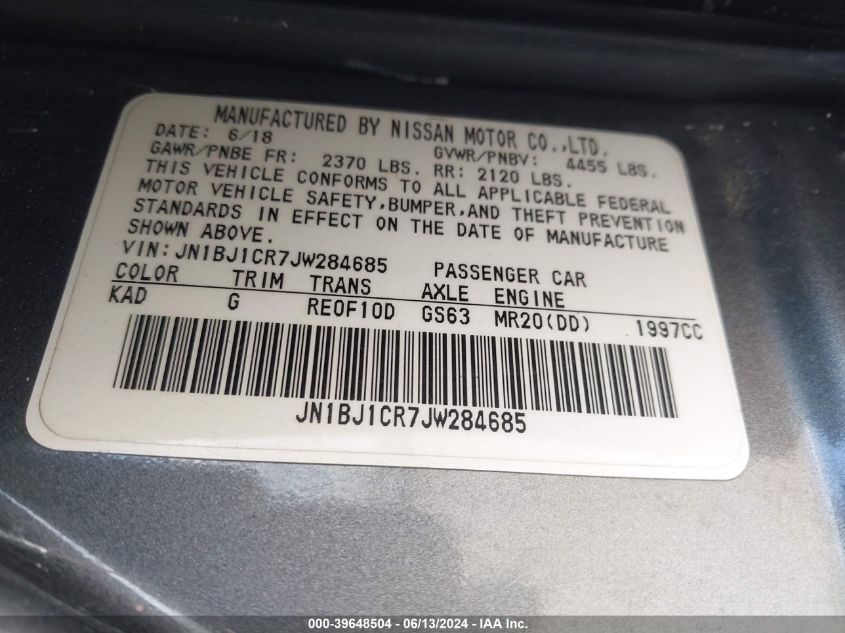 MANUFACTURED BY NISSAN MOTOR CO.,LTD.
DATE: 6/18 GVWR/PNBV: 4455 LBS.
GAWR/PNBE FR: 2370 LBS. RR: 2120 LBS.
THIS VEHICLE CONFORMS TO ALL APPLICABLE FEDERAL
MOTOR VEHICLE SAFETY,BUMPER,AND THEFT PREVENTION
STANDARDS IN EFFECT ON THE DATE OF MANUFACTURE
SHOWN ABOVE.
VIN:JN1BJ1CR7JW284685 PASSENGER CAR
COLOR TRIM TRANS AXLE ENGINE
KAD G RE0F10D GS63 MR20(DD) 1997CC
JN1BJ1CR7JW284685
000-39648504 - 06/13/2024 - IAA Inc.